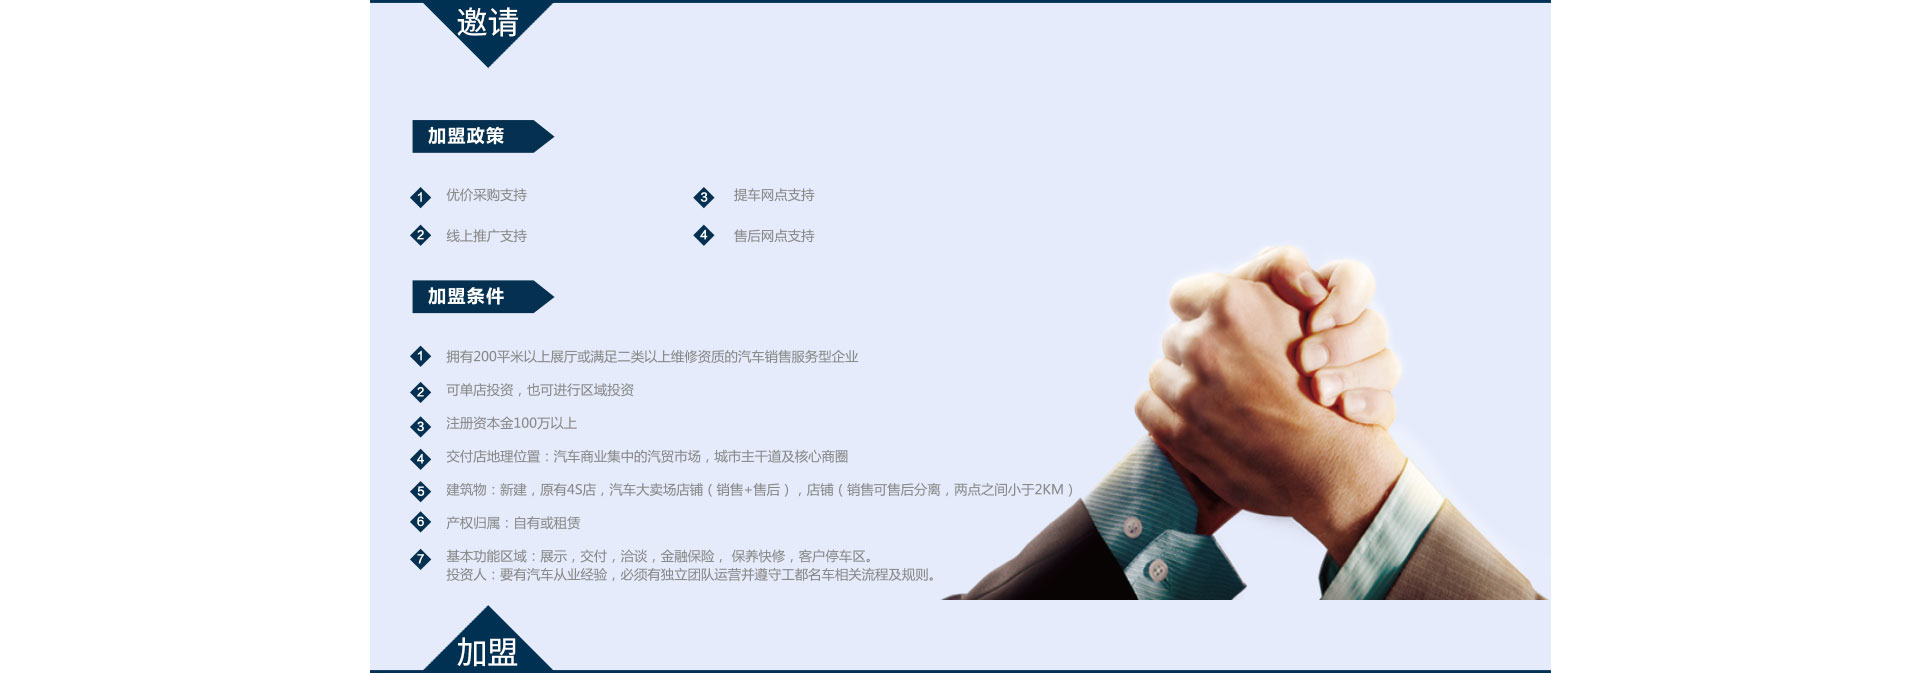 邀请
加盟政策
1 优价采购支持
3 提车网点支持
2 线上推广支持
4 售后网点支持
加盟条件
1 拥有200平米以上展厅或满足二类以上维修资质的汽车销售服务型企业
2 可单店投资，也可进行区域投资
3 注册资本金100万以上
4 交付店地理位置：汽车商业集中的汽贸市场，城市主干道及核心商圈
5 建筑物：新建，原有4S店，汽车大卖场店铺（销售+售后），店铺（销售可售后分离，两点之间小于2KM）
6 产权归属：自有或租赁
7 基本功能区域：展示，交付，洽谈，金融保险， 保养快修，客户停车区。
投资人：要有汽车从业经验，必须有独立团队运营并遵守工都名车相关流程及规则。
加盟